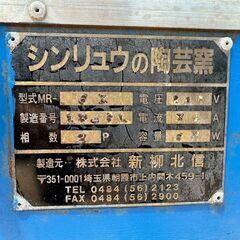 シンリュウの陶芸窯
型式MR- 電圧 V
製造番号 電流 A
相数 P 容量
製造元・株式会社 新柳北信
〒351-0001埼玉県朝霞市上内間木459-1
TEL 0484 (56) 2123
FAX 0484 (56) 2900